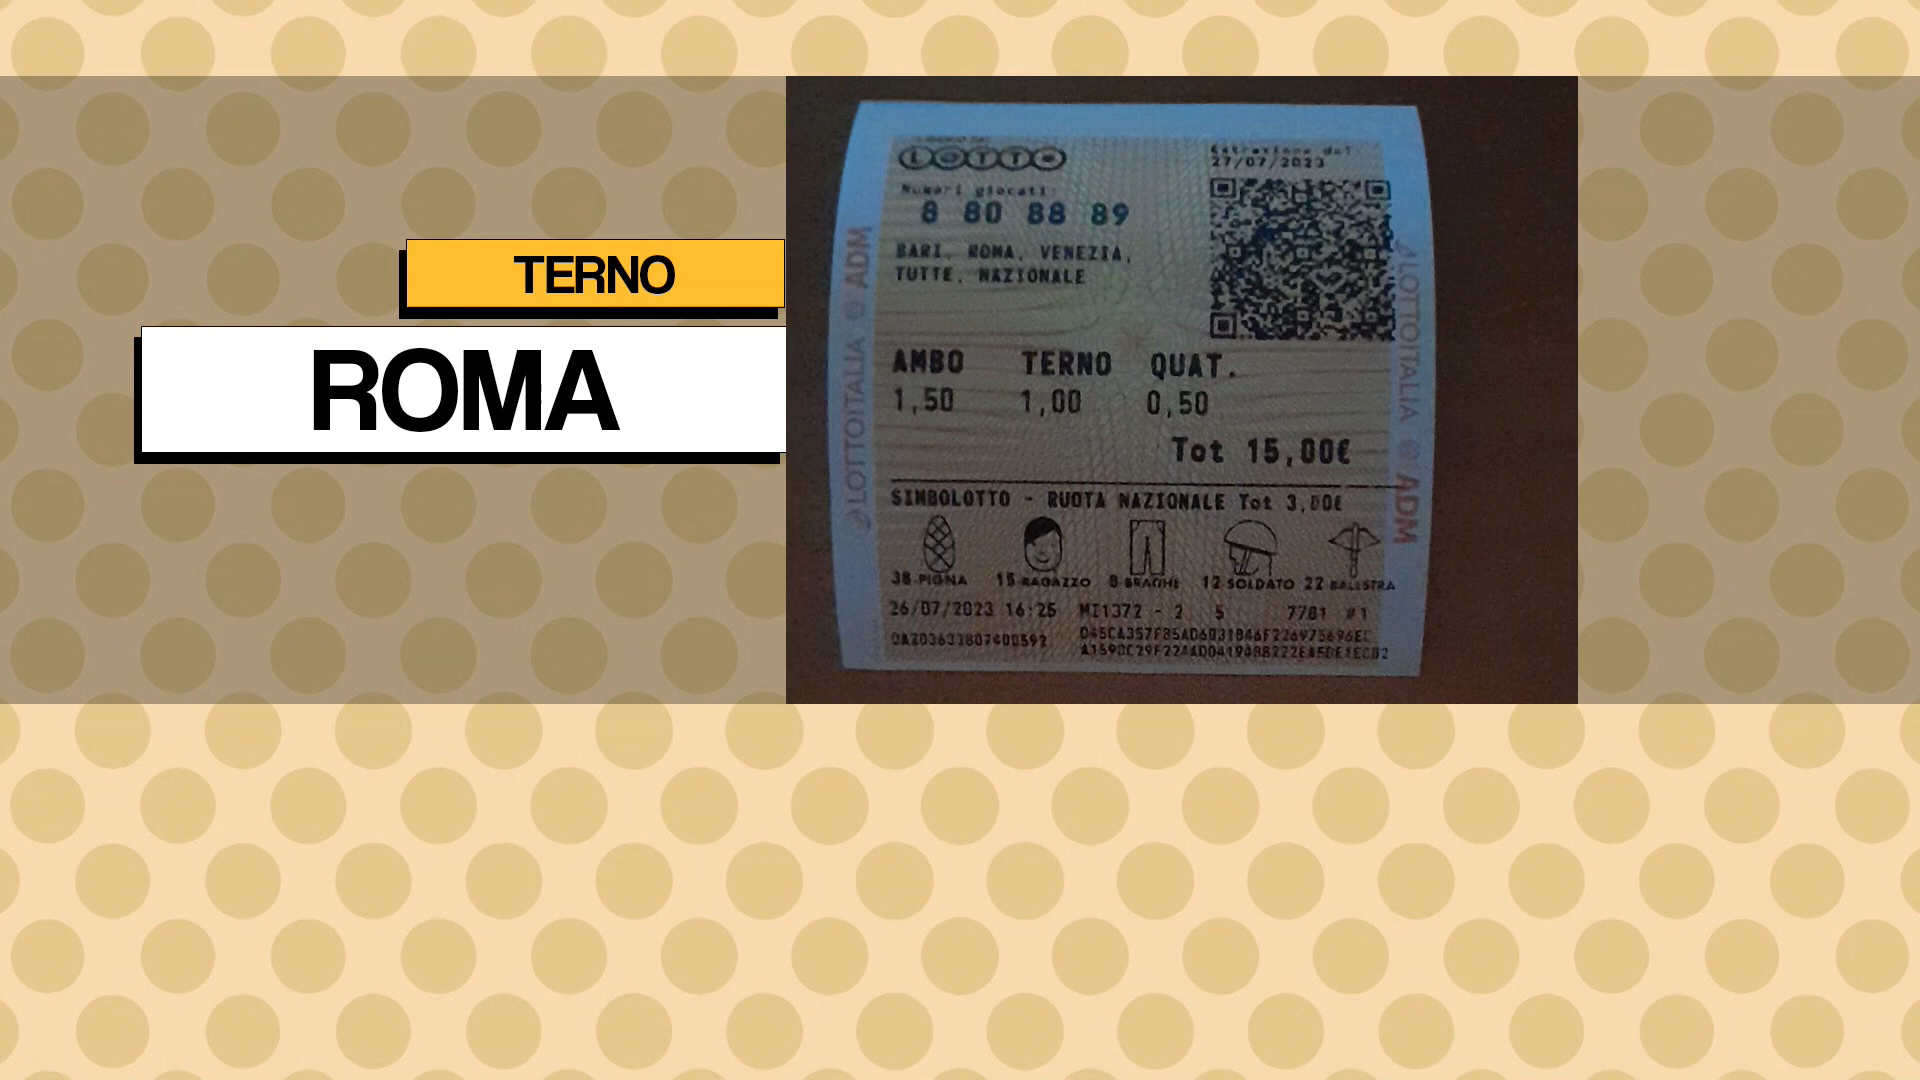 TERNO
ROMA
LOTTO
Estrazione del
27/07/2023
Numeri giocati:
8 80 88 89
BARI, ROMA, VENEZIA,
TUTTE, NAZIONALE
AMBO TERNO QUAT.
1,50 1,00 0,50
Tot 15,00€
SIMBOLOTTO - RUOTA NAZIONALE Tot 3,00€
38 PIGNA 15 RAGAZZO 8 BRAGHE 12 SOLDATO 22 BALESTRA
26/07/2023 16:25 MI1372 - 2 5 7781 #1
LOTTOITALIA ADM
LOTTOITALIA ADM